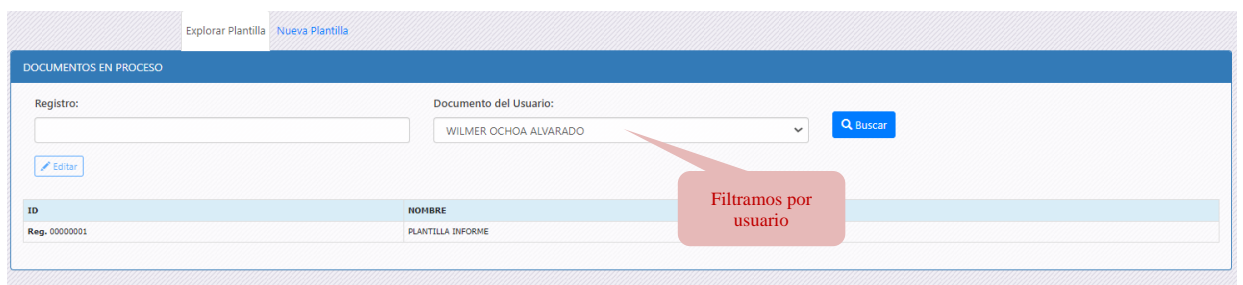 Explorar Plantilla Nueva Plantilla
DOCUMENTOS EN PROCESO
Registro: Documento del Usuario:
WILMER OCHOA ALVARADO Buscar
Editar
Filtramos por
usuario
ID NOMBRE
Reg. 00000001 PLANTILLA INFORME